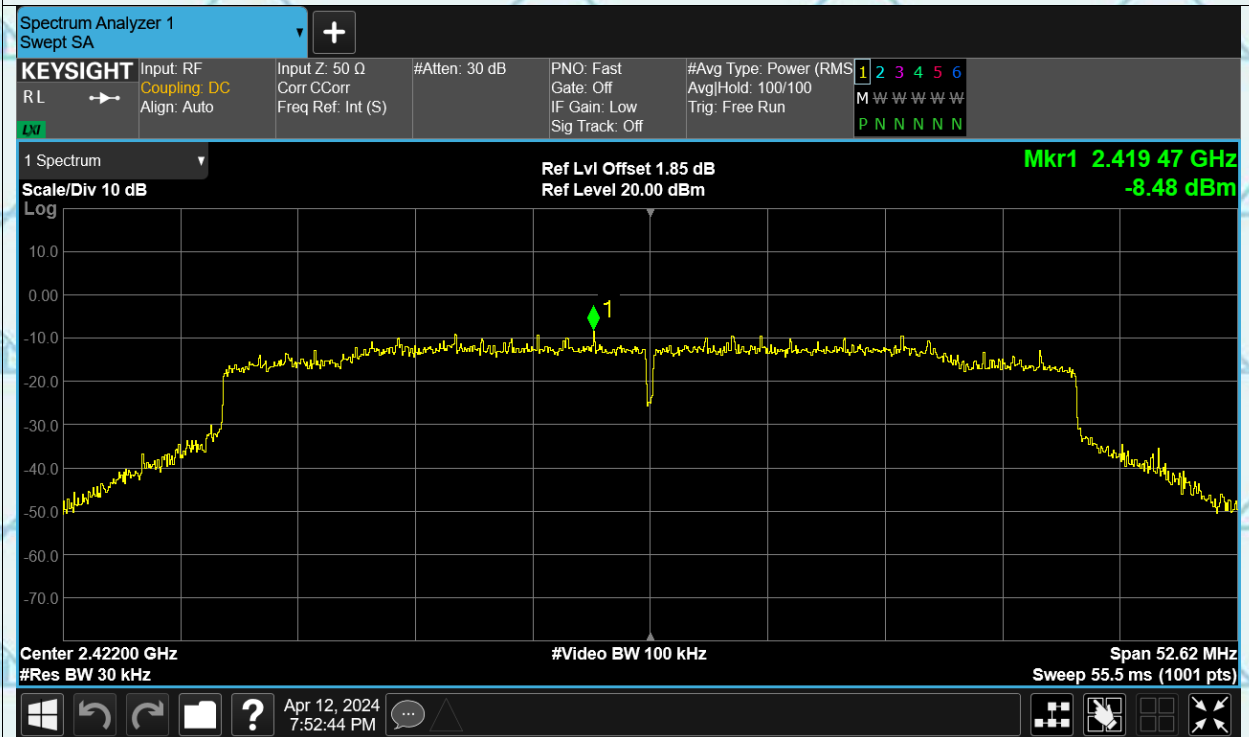 Spectrum Analyzer 1
Swept SA
+
KEYSIGHT
RL
LXI
Input: RF
Coupling: DC
Align: Auto
Input Z: 50 Ω
Corr CCorr
Freq Ref: Int (S)
#Atten: 30 dB
PNO: Fast
Gate: Off
IF Gain: Low
Sig Track: Off
#Avg Type: Power (RMS
Avg|Hold: 100/100
Trig: Free Run
1 2 3 4 5 6
M W W W W W
P N N N N N
1 Spectrum
Scale/Div 10 dB
Ref Lvl Offset 1.85 dB
Ref Level 20.00 dBm
Mkr1 2.419 47 GHz
-8.48 dBm
Log
10.0
0.00
-10.0
-20.0
-30.0
-40.0
-50.0
-60.0
-70.0
1
Center 2.42200 GHz
#Res BW 30 kHz
#Video BW 100 kHz
Span 52.62 MHz
Sweep 55.5 ms (1001 pts)
?
Apr 12, 2024
7:52:44 PM